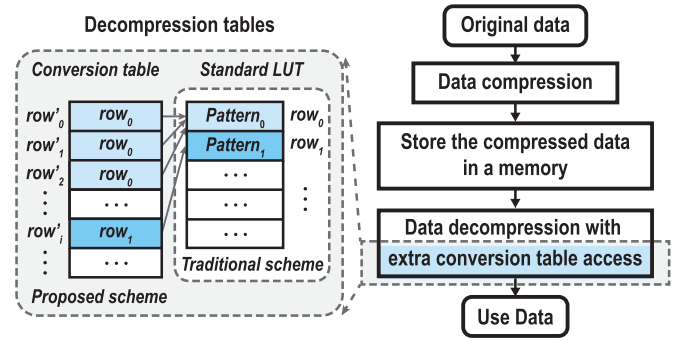 Decompression tables
Conversion table
Standard LUT
row'0 row0 Pattern0 row0
row'1 row0 Pattern1 row1
row'2 row0 ...
⋮ ... ... ⋮
row'i row1 ...
⋮
Traditional scheme
Proposed scheme
Original data
Data compression
Store the compressed data
in a memory
Data decompression with
extra conversion table access
Use Data